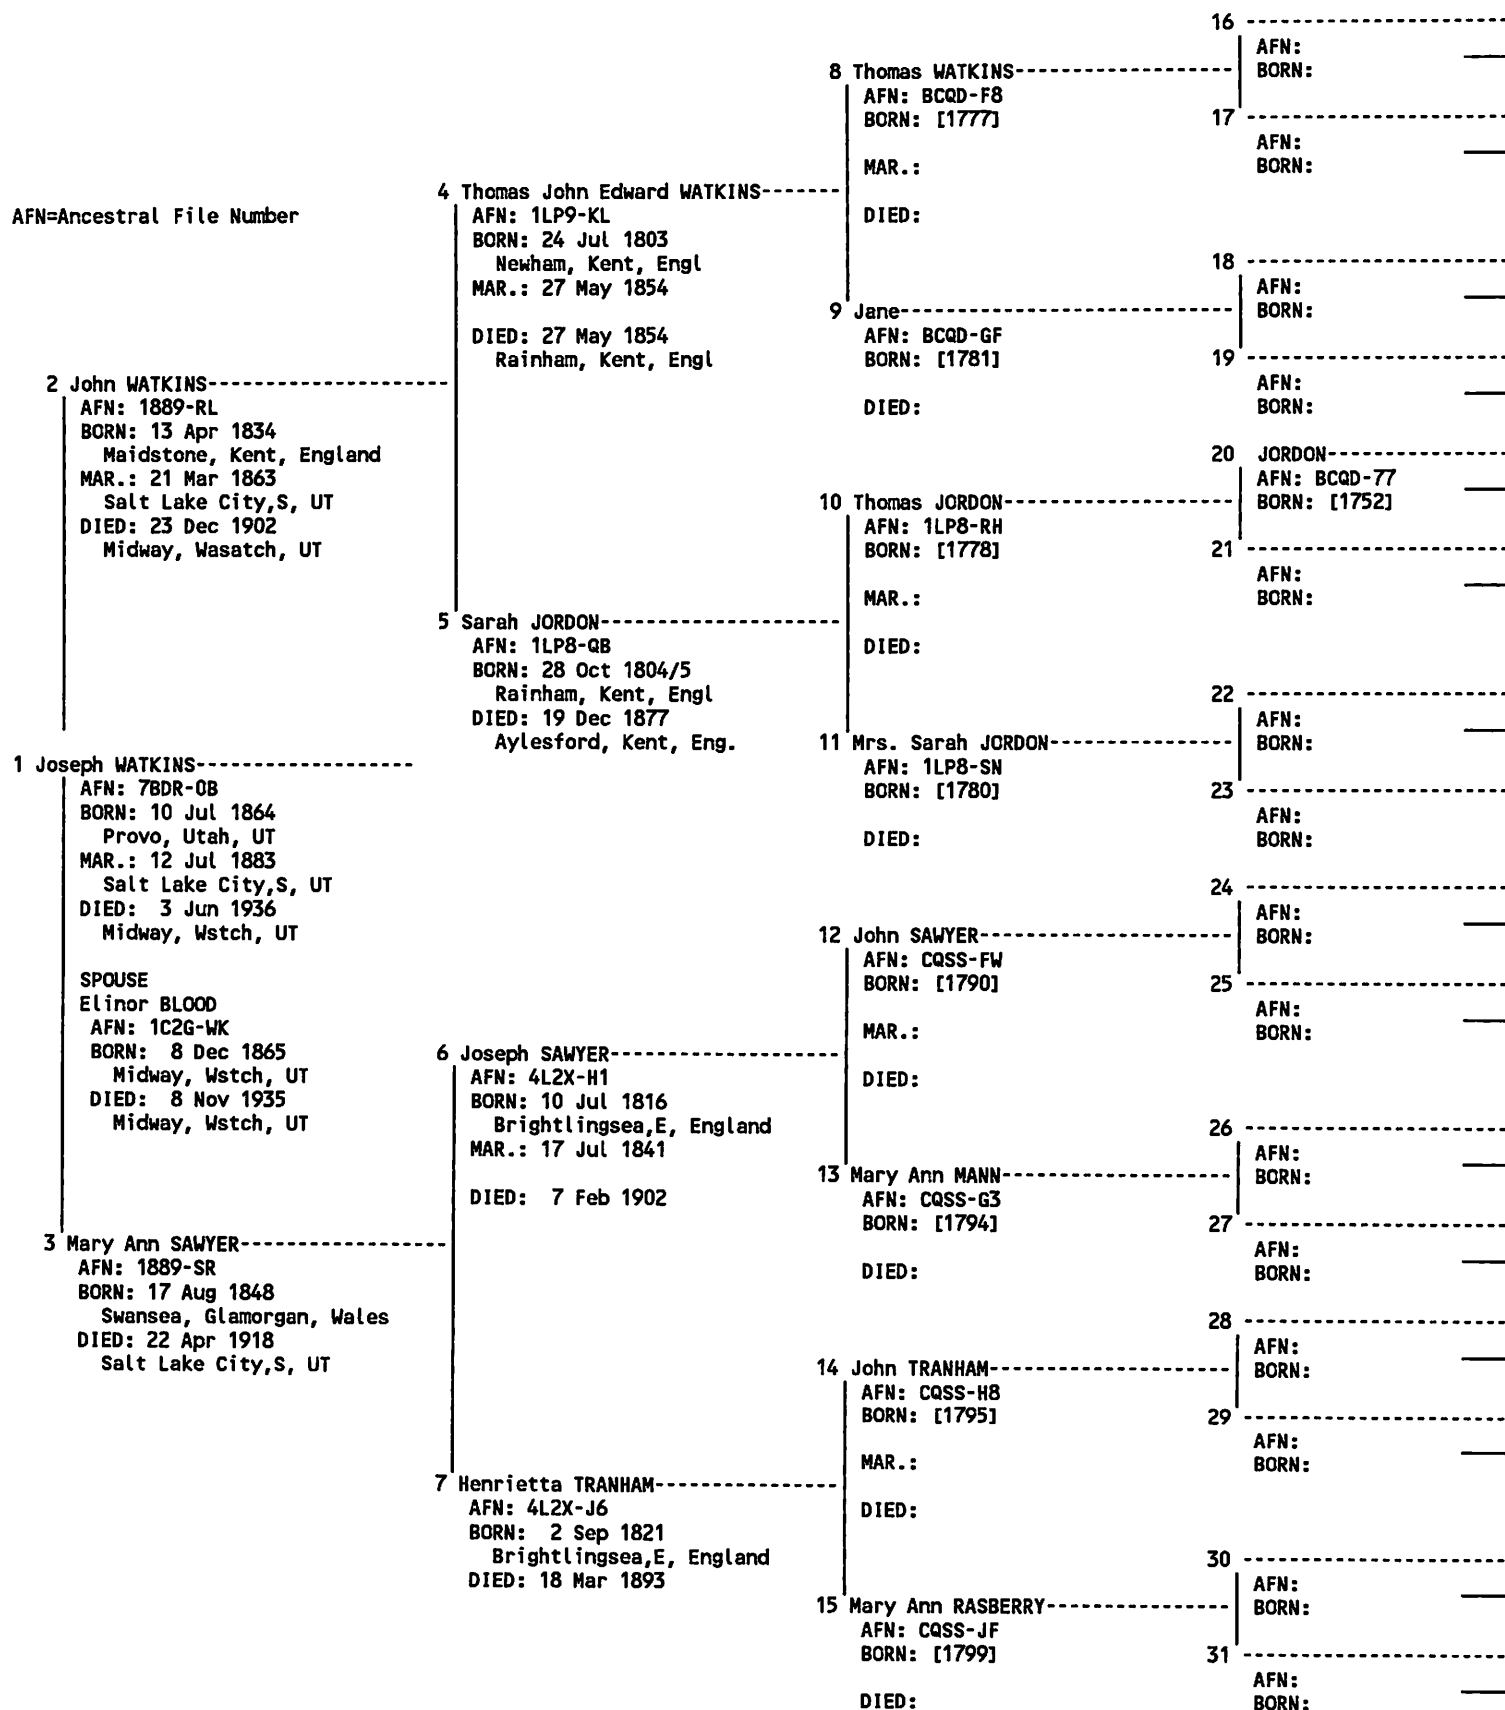 AFN=Ancestral File Number
1 Joseph WATKINS
AFN: 7BDR-0B
BORN: 10 Jul 1864
Provo, Utah, UT
MAR.: 12 Jul 1883
Salt Lake City,S, UT
DIED: 3 Jun 1936
Midway, Wstch, UT
SPOUSE
Elinor BLOOD
AFN: 1C2G-WK
BORN: 8 Dec 1865
Midway, Wstch, UT
DIED: 8 Nov 1935
Midway, Wstch, UT
2 John WATKINS
AFN: 1889-RL
BORN: 13 Apr 1834
Maidstone, Kent, England
MAR.: 21 Mar 1863
Salt Lake City,S, UT
DIED: 23 Dec 1902
Midway, Wasatch, UT
3 Mary Ann SAWYER
AFN: 1889-SR
BORN: 17 Aug 1848
Swansea, Glamorgan, Wales
DIED: 22 Apr 1918
Salt Lake City,S, UT
4 Thomas John Edward WATKINS
AFN: 1LP9-KL
BORN: 24 Jul 1803
Newham, Kent, Engl
MAR.: 27 May 1854
DIED: 27 May 1854
Rainham, Kent, Engl
5 Sarah JORDON
AFN: 1LP8-QB
BORN: 28 Oct 1804/5
Rainham, Kent, Engl
DIED: 19 Dec 1877
Aylesford, Kent, Eng.
6 Joseph SAWYER
AFN: 4L2X-H1
BORN: 10 Jul 1816
Brightlingsea,E, England
MAR.: 17 Jul 1841
DIED: 7 Feb 1902
7 Henrietta TRANHAM
AFN: 4L2X-J6
BORN: 2 Sep 1821
Brightlingsea,E, England
DIED: 18 Mar 1893
8 Thomas WATKINS
AFN: BCQD-F8
BORN: [1777]
MAR.:
DIED:
9 Jane
AFN: BCQD-GF
BORN: [1781]
DIED:
10 Thomas JORDON
AFN: 1LP8-RH
BORN: [1778]
MAR.:
DIED:
11 Mrs. Sarah JORDON
AFN: 1LP8-SN
BORN: [1780]
DIED:
12 John SAWYER
AFN: CQSS-FW
BORN: [1790]
MAR.:
DIED:
13 Mary Ann MANN
AFN: CQSS-G3
BORN: [1794]
DIED:
14 John TRANHAM
AFN: CQSS-H8
BORN: [1795]
MAR.:
DIED:
15 Mary Ann RASBERRY
AFN: CQSS-JF
BORN: [1799]
DIED:
16
AFN:
BORN:
17
AFN:
BORN:
18
AFN:
BORN:
19
AFN:
BORN:
20 JORDON
AFN: BCQD-77
BORN: [1752]
21
AFN:
BORN:
22
AFN:
BORN:
23
AFN:
BORN:
24
AFN:
BORN:
25
AFN:
BORN:
26
AFN:
BORN:
27
AFN:
BORN:
28
AFN:
BORN:
29
AFN:
BORN:
30
AFN:
BORN:
31
AFN:
BORN: